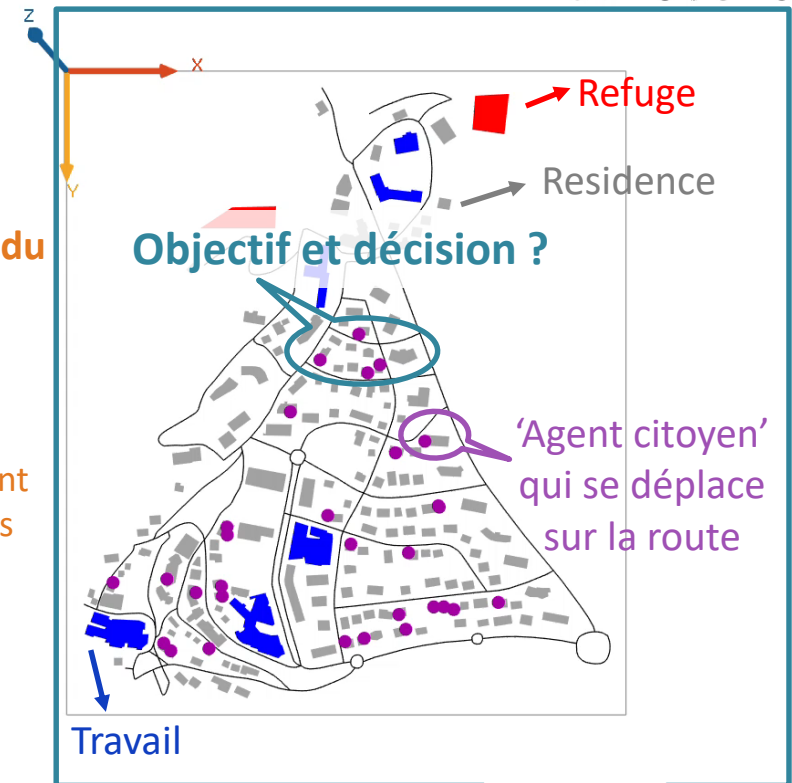 Z
X
Y
Refuge
Residence
du
Objectif et décision ?
'Agent citoyen'
qui se déplace
sur la route
nt
s
Travail